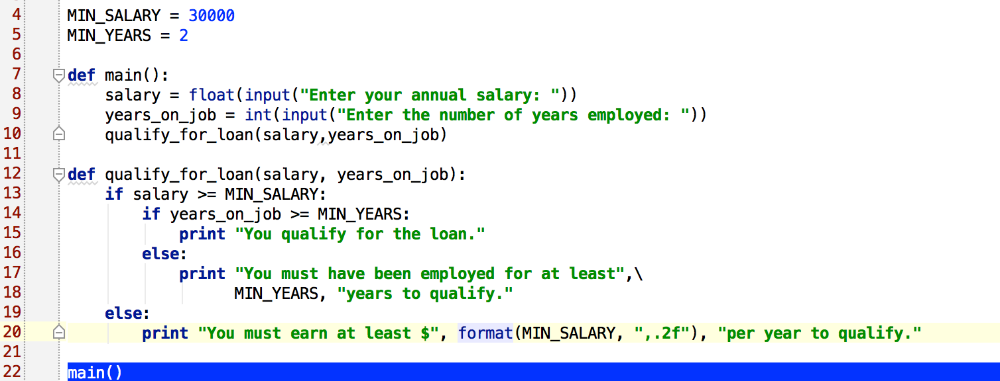 4 MIN_SALARY = 30000
5 MIN_YEARS = 2
6
7 def main():
8     salary = float(input("Enter your annual salary: "))
9     years_on_job = int(input("Enter the number of years employed: "))
10     qualify_for_loan(salary,years_on_job)
11
12 def qualify_for_loan(salary, years_on_job):
13     if salary >= MIN_SALARY:
14         if years_on_job >= MIN_YEARS:
15             print "You qualify for the loan."
16         else:
17             print "You must have been employed for at least",\
18                   MIN_YEARS, "years to qualify."
19     else:
20         print "You must earn at least $", format(MIN_SALARY, ",.2f"), "per year to qualify."
21
22 main()